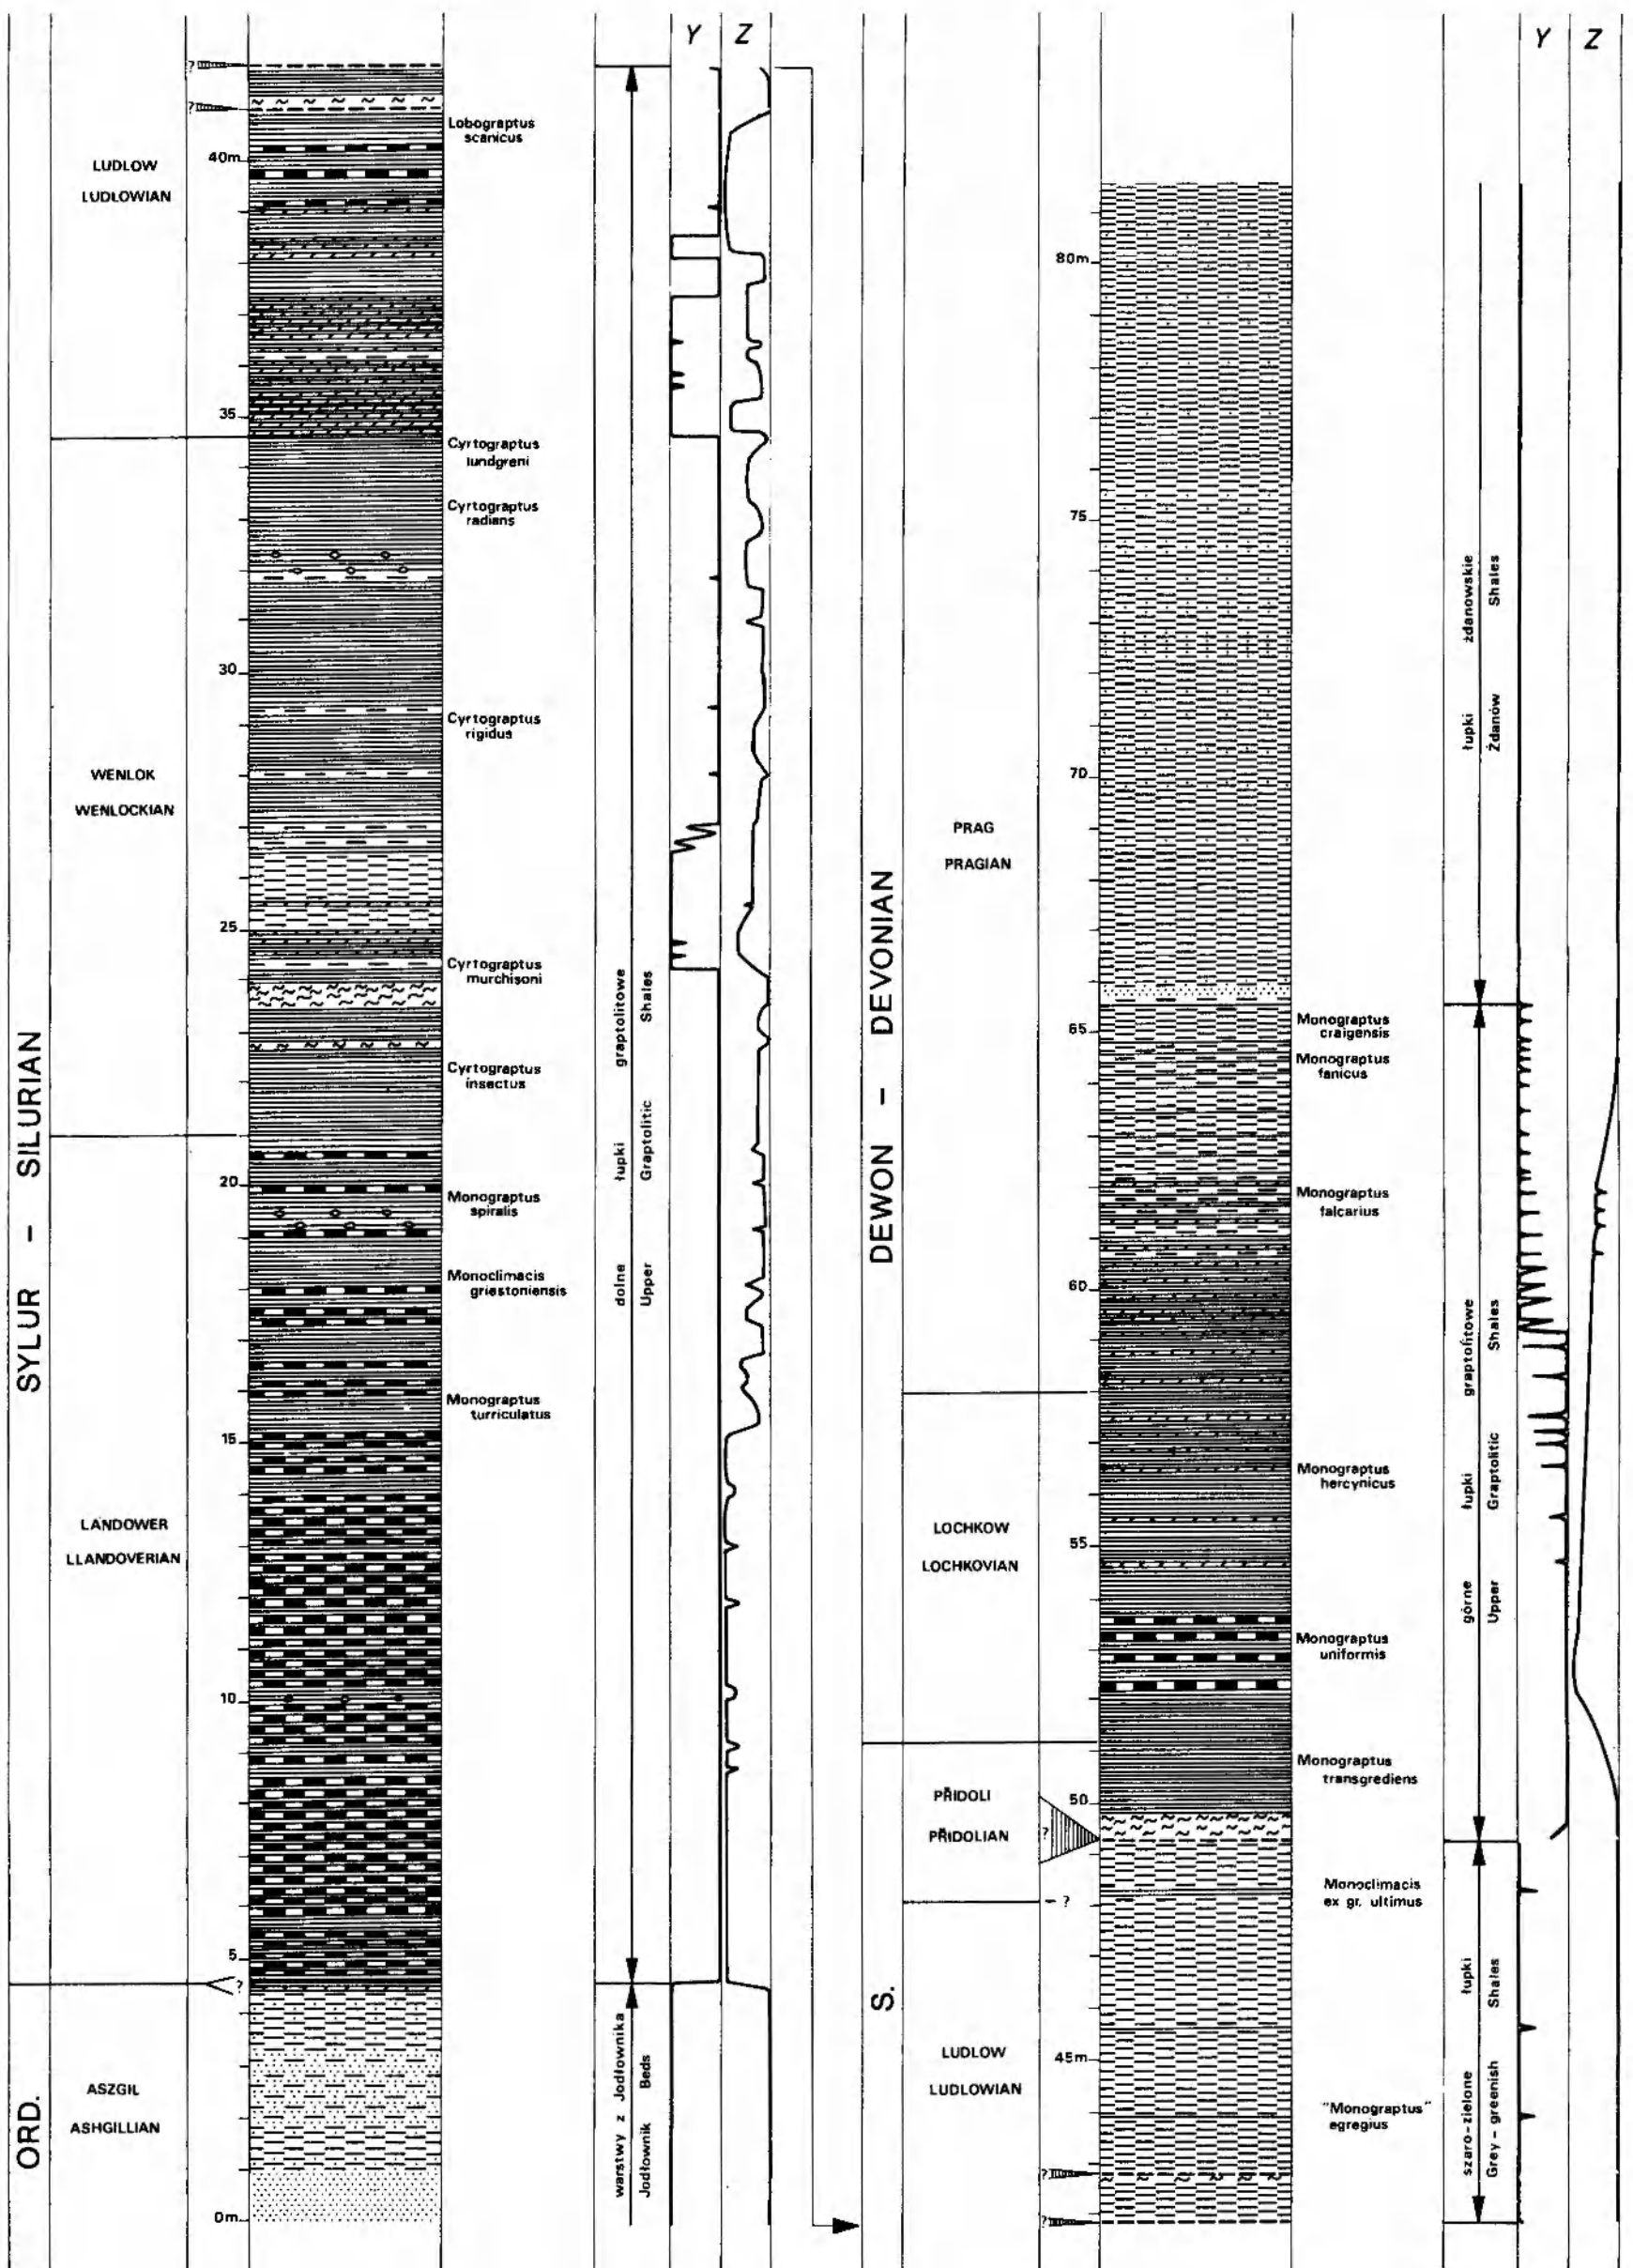 Y Z
?
?
Lobograptus
scanicus
40m
LUDLOW
LUDLOWIAN
35
Cyrtograptus
lundgreni
Cyrtograptus
radians
30
Cyrtograptus
rigidus
WENLOK
WENLOCKIAN
25
Cyrtograptus
murchisoni
Cyrtograptus
insectus
SYLUR – SILURIAN
20
Monograptus
spiralis
Monoclimacis
griestoniensis
Monograptus
turriculatus
15
LANDOWER
LLANDOVERIAN
10
5
?
dolne łupki graptolitowe
Upper Graptolitic Shales
ORD.
ASZGIL
ASHGILLIAN
0m
warstwy z Jodłownika
Jodłownik Beds
Y Z
80m
75
70
łupki żdanowskie
Żdanów Shales
PRAG
PRAGIAN
DEWON – DEVONIAN
65
Monograptus
craigensis
Monograptus
fanicus
Monograptus
falcarius
60
Monograptus
hercynicus
LOCHKOW
LOCHKOVIAN
55
Monograptus
uniformis
górne łupki graptolitowe
Upper Graptolitic Shales
Monograptus
transgrediens
50
PŘIDOLI
PŘIDOLIAN
?
Monoclimacis
ex gr. ultimus
– ?
S.
LUDLOW
LUDLOWIAN
45m
"Monograptus"
egregius
?
?
szaro-zielone łupki
Grey – greenish Shales